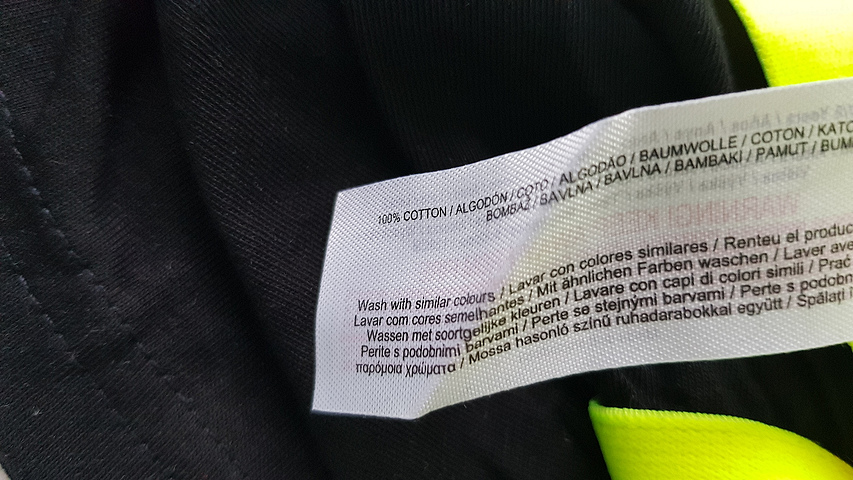 100% COTTON / ALGODÓN / COTO / ALGODÃO / BAUMWOLLE / COTON / KATO
BOMBAŽ / BAVLNA / BAVLNA / BAMBAKI / PAMUT / BUM
Wash with similar colours / Lavar con colores similares / Renteu el produc
Lavar com cores semelhantes / Mit ähnlichen Farben waschen / Laver ave
Wassen met soortgelijke kleuren / Lavare con capi di colori simili / Prać
Perite s podobnimi barvami / Perte se stejnými barvami / Perte s podobn
παρόμοια χρώματα / Mossa hasonló színű ruhadarabokkal együtt / Spălați